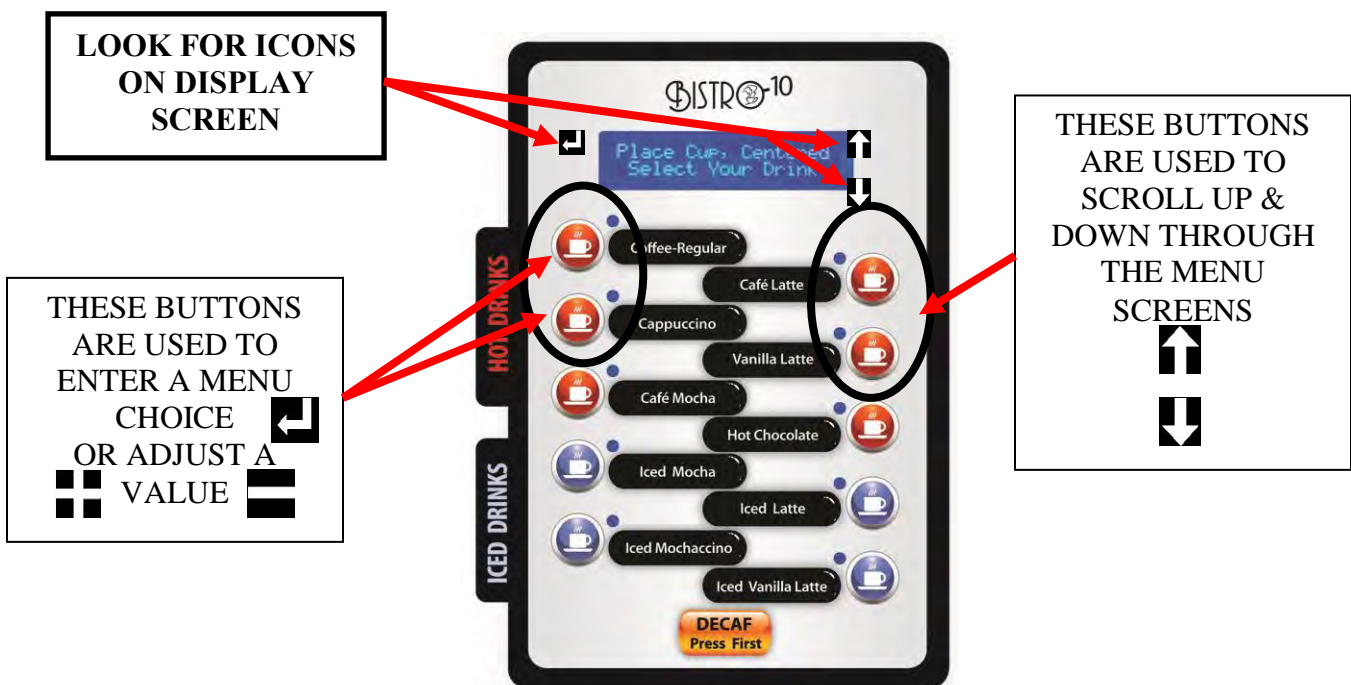 LOOK FOR ICONS
ON DISPLAY
SCREEN
BISTRO-10
Place Cup, Centered
Select Your Drink
THESE BUTTONS
ARE USED TO
SCROLL UP &
DOWN THROUGH
THE MENU
SCREENS
THESE BUTTONS
ARE USED TO
ENTER A MENU
CHOICE
OR ADJUST A
VALUE
HOT DRINKS
Coffee-Regular
Café Latte
Cappuccino
Vanilla Latte
Café Mocha
Hot Chocolate
ICED DRINKS
Iced Mocha
Iced Latte
Iced Mochaccino
Iced Vanilla Latte
DECAF
Press First